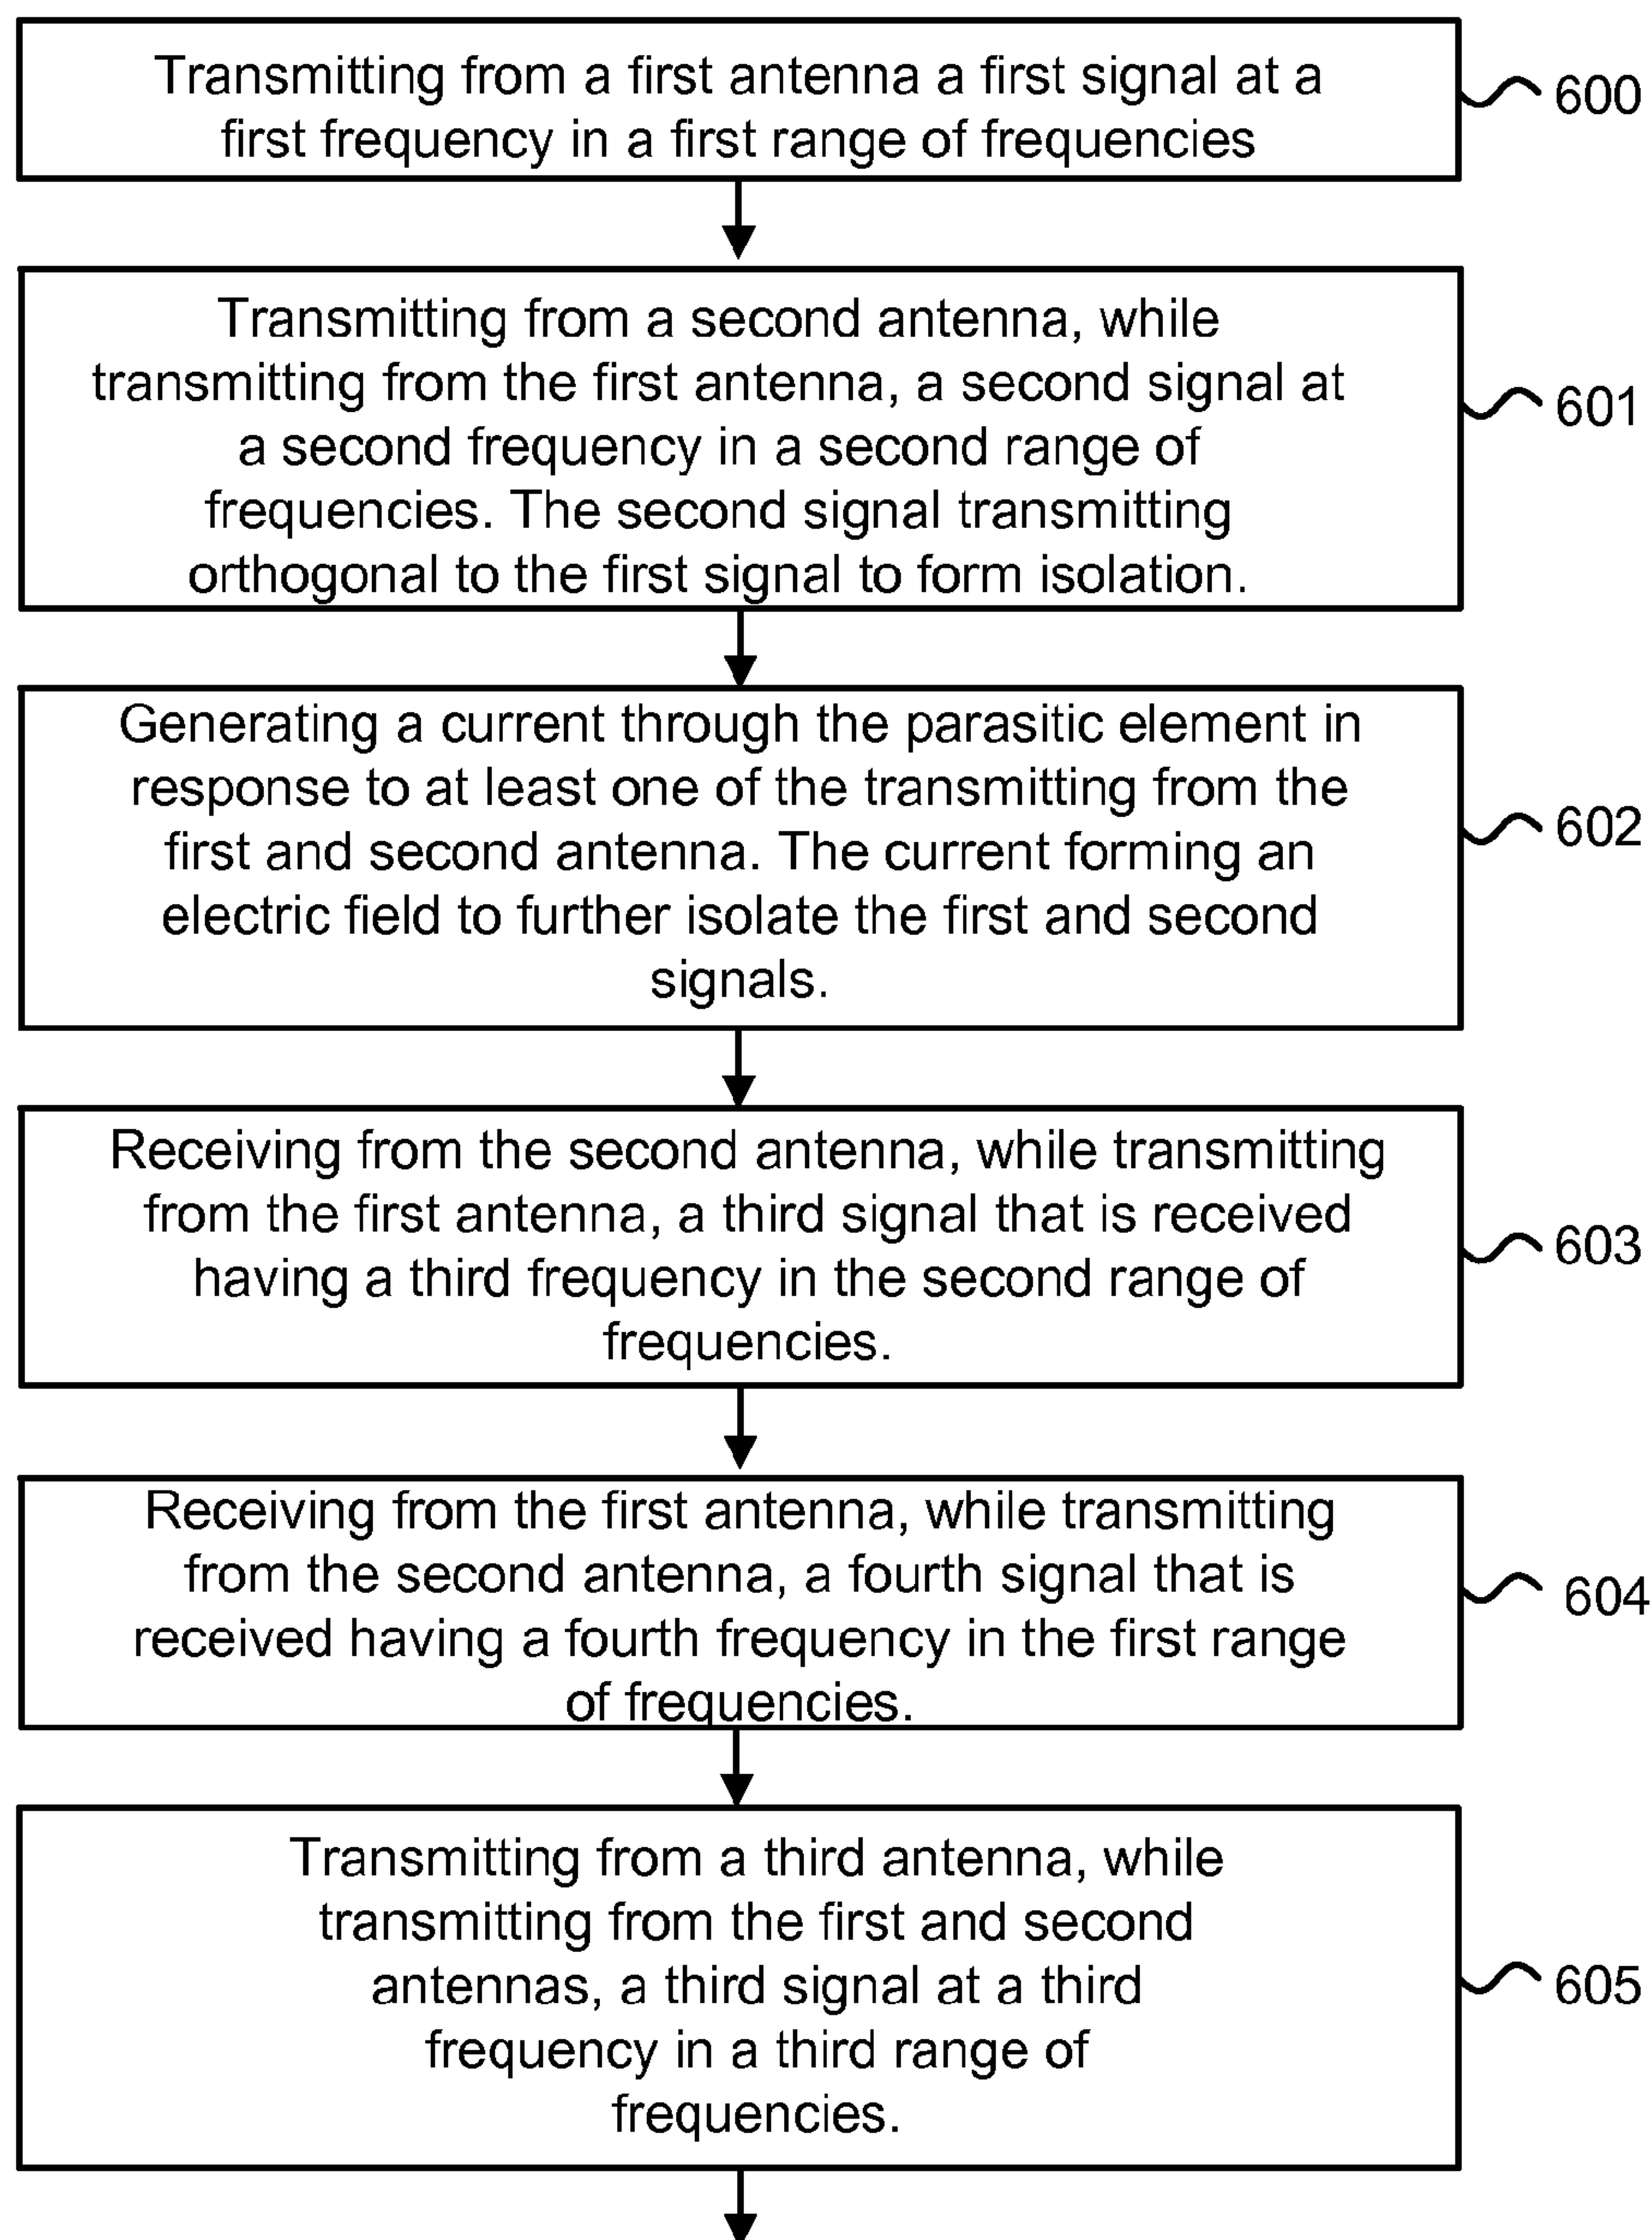 Transmitting from a first antenna a first signal at a
first frequency in a first range of frequencies
600
Transmitting from a second antenna, while
transmitting from the first antenna, a second signal at
a second frequency in a second range of
frequencies. The second signal transmitting
orthogonal to the first signal to form isolation.
601
Generating a current through the parasitic element in
response to at least one of the transmitting from the
first and second antenna. The current forming an
electric field to further isolate the first and second
signals.
602
Receiving from the second antenna, while transmitting
from the first antenna, a third signal that is received
having a third frequency in the second range of
frequencies.
603
Receiving from the first antenna, while transmitting
from the second antenna, a fourth signal that is
received having a fourth frequency in the first range
of frequencies.
604
Transmitting from a third antenna, while
transmitting from the first and second
antennas, a third signal at a third
frequency in a third range of
frequencies.
605